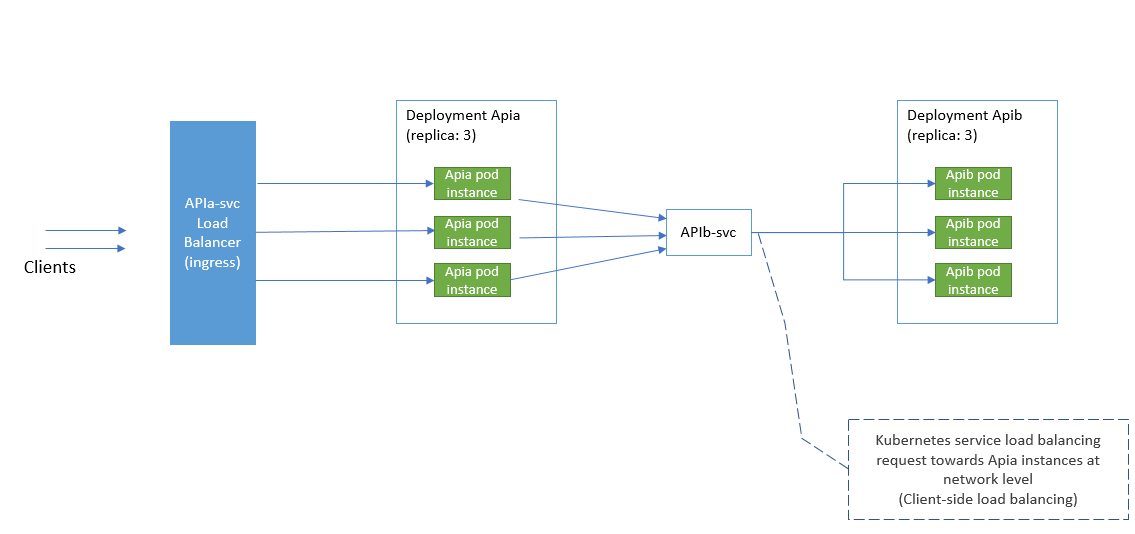 Clients
APIa-svc
Load
Balancer
(ingress)
Deployment Apia
(replica: 3)
Apia pod
instance
Apia pod
instance
Apia pod
instance
APIb-svc
Deployment Apib
(replica: 3)
Apib pod
instance
Apib pod
instance
Apib pod
instance
Kubernetes service load balancing
request towards Apia instances at
network level
(Client-side load balancing)